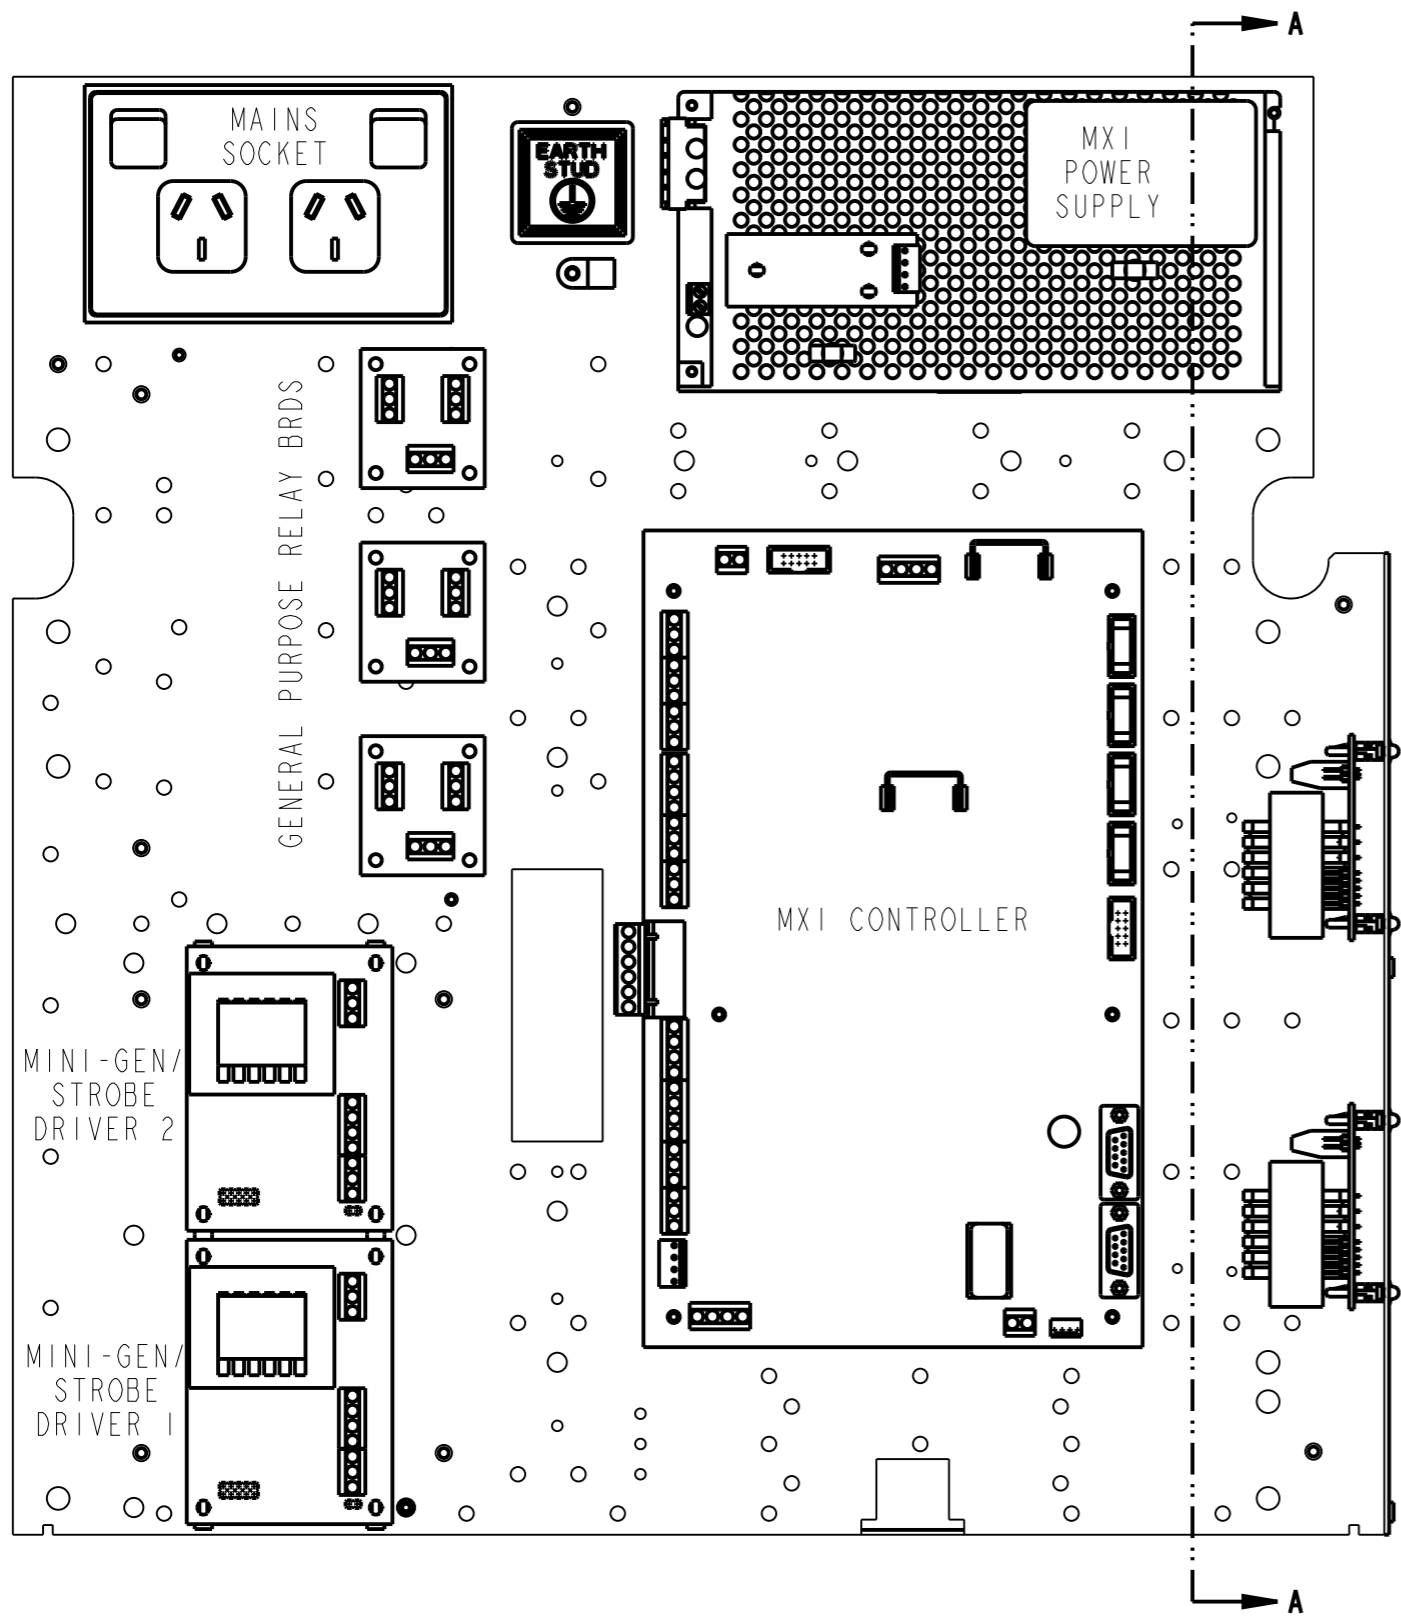 A
MAINS
SOCKET
EARTH
STUD
MXI
POWER
SUPPLY
GENERAL PURPOSE RELAY BRDS
MXI CONTROLLER
MINI-GEN/
STROBE
DRIVER 2
MINI-GEN/
STROBE
DRIVER 1
A